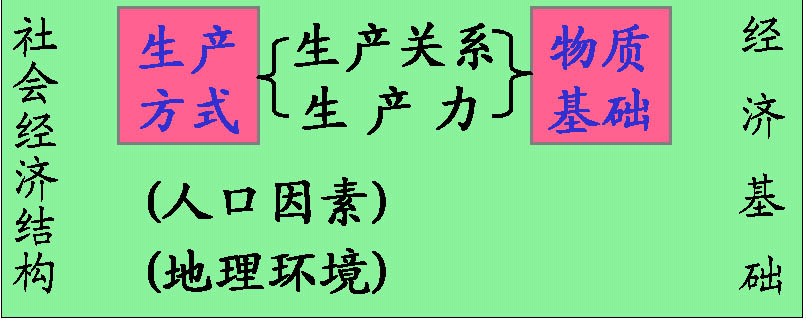 社会经济结构
生产
方式
生产关系
生产力
物质
基础
(人口因素)
(地理环境)
经济基础